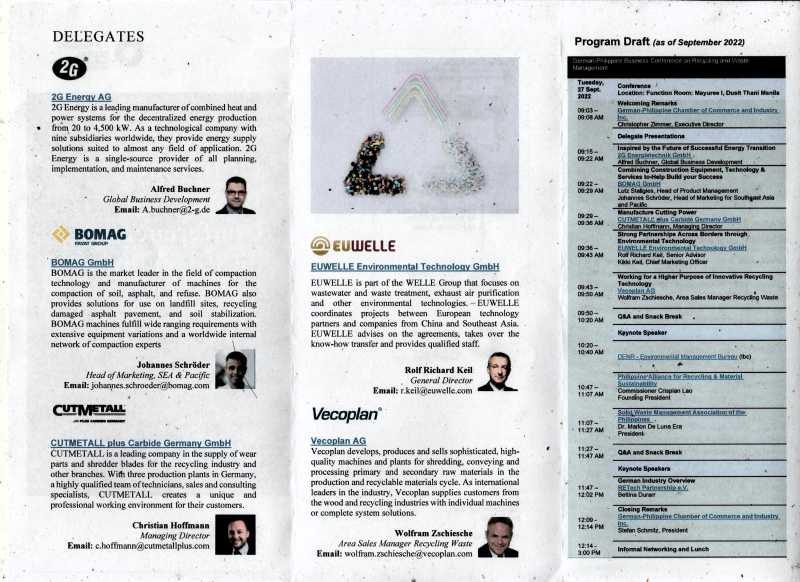 DELEGATES
2G
2G Energy AG
2G Energy is a leading manufacturer of combined heat and
power systems for the decentralized energy production
from 20 to 4,500 kW. As a technological company with
nine subsidiaries worldwide, they provide energy supply
solutions suited to almost any field of application. 2G
Energy is a single-source provider of all planning,
implementation, and maintenance services.
Alfred Buchner
Global Business Development
Email: A.buchner@2-g.de
BOMAG
FAYAT GROUP
BOMAG GmbH
BOMAG is the market leader in the field of compaction
technology and manufacturer of machines for the
compaction of soil, asphalt, and refuse. BOMAG also
provides solutions for use on landfill sites, recycling
damaged asphalt pavement, and soil stabilization.
BOMAG machines fulfill wide ranging requirements with
extensive equipment variations and a worldwide internal
network of compaction experts
Johannes Schröder
Head of Marketing, SEA & Pacific
Email: johannes.schroeder@bomag.com
CUTMETALL
PLUS CARBIDE GERMANY
CUTMETALL plus Carbide Germany GmbH
CUTMETALL is a leading company in the supply of wear
parts and shredder blades for the recycling industry and
other branches. With three production plants in Germany,
a highly qualified team of technicians, sales and consulting
specialists, CUTMETALL creates a unique and
professional working environment for their customers.
Christian Hoffmann
Managing Director
Email: c.hoffmann@cutmetallplus.com
EUWELLE
EUWELLE Environmental Technology GmbH
EUWELLE is part of the WELLE Group that focuses on
wastewater and waste treatment, exhaust air purification
and other environmental technologies. – EUWELLE
coordinates projects between European technology
partners and companies from China and Southeast Asia.
EUWELLE advises on the agreements, takes over the
know-how transfer and provides qualified staff.
Rolf Richard Keil
General Director
Email: r.keil@euwelle.com
Vecoplan
Vecoplan AG
Vecoplan develops, produces and sells sophisticated, high-
quality machines and plants for shredding, conveying and
processing primary and secondary raw materials in the
production and recyclable materials cycle. As international
leaders in the industry, Vecoplan supplies customers from
the wood and recycling industries with individual machines
or complete system solutions.
Wolfram Zschiesche
Area Sales Manager Recycling Waste
Email: wolfram.zschiesche@vecoplan.com
Program Draft (as of September 2022)
German-Philippine Business Conference on Recycling and Waste
Management
Tuesday,
27 Sept.
2022
Conference
Location: Function Room: Mayuree I, Dusit Thani Manila
09:03 –
09:08 AM
Welcoming Remarks
German-Philippine Chamber of Commerce and Industry,
Inc.
Christopher Zimmer, Executive Director
Delegate Presentations
09:15 –
09:22 AM
Inspired by the Future of Successful Energy Transition
2G Energietechnik GmbH
Alfred Buchner, Global Business Development
09:22 –
09:29 AM
Combining Construction Equipment, Technology &
Services to-Help Build your Success
BOMAG GmbH
Lutz Stallgies, Head of Product Management
Johannes Schröder, Head of Marketing for Southeast Asia
and Pacific
09:29 –
09:36 AM
Manufacture Cutting Power
CUTMETALL plus Carbide Germany GmbH
Christian Hoffmann, Managing Director
09:36 –
09:43 AM
Strong Partnerships Across Borders through
Environmental Technology
EUWELLE Environmental Technology GmbH
Rolf Richard Keil, Senior Advisor
Kikki Keil, Chief Marketing Officer
09:43 –
09:50 AM
Working for a Higher Purpose of Innovative Recycling
Technology
Vecoplan AG
Wolfram Zschiesche, Area Sales Manager Recycling Waste
09:50 –
10:20 AM
Q&A and Snack Break
Keynote Speaker
10:20 –
10:40 AM
DENR - Environmental Management Bureau (tbc)
10:47 –
11:07 AM
Philippine Alliance for Recycling & Material
Sustainability
Commissioner Crispian Lao
Founding President
11:07 –
11:27 AM
Solid Waste Management Association of the
Philippines
Dr. Marlon De Luna Era
President
11:27 –
11:47 AM
Q&A and Snack Break
Keynote Speakers
11:47 –
12:02 PM
German Industry Overview
RETech Partnership e.V.
Bettina Durarr
12:09 –
12:14 PM
Closing Remarks
German-Philippine Chamber of Commerce and Industry,
Inc.
Stefan Schmitz, President
12:14 –
3:00 PM
Informal Networking and Lunch